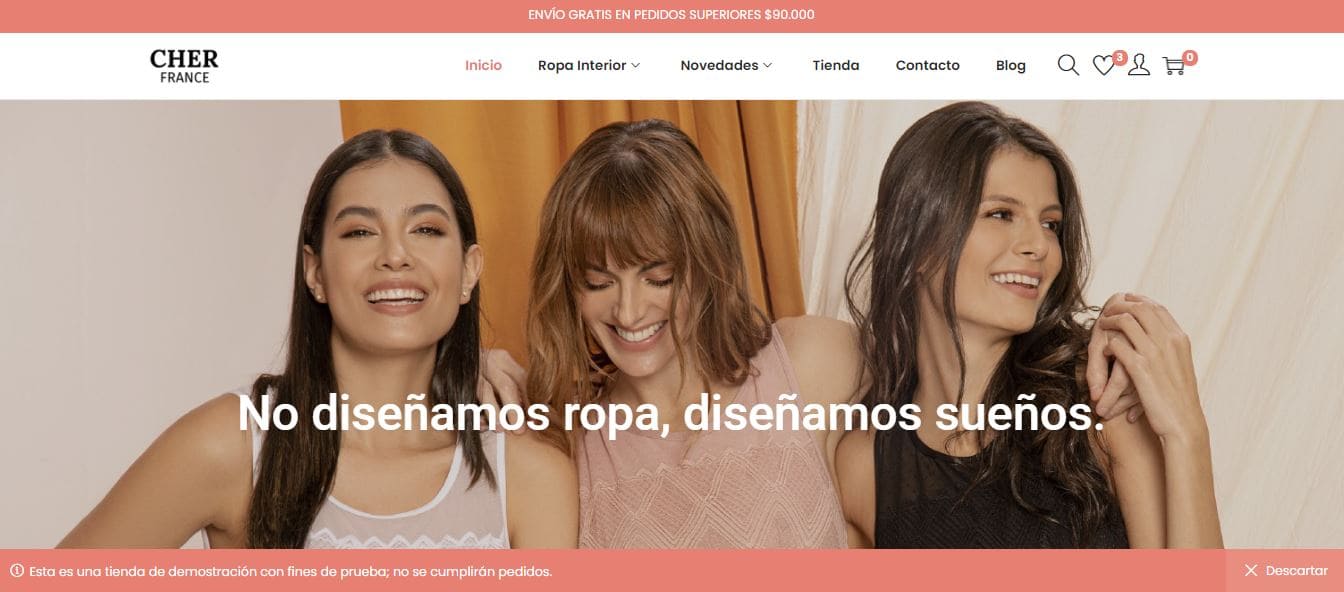 ENVÍO GRATIS EN PEDIDOS SUPERIORES $90.000
CHER
FRANCE
Inicio
Ropa Interior
Novedades
Tienda
Contacto
Blog
3
0
No diseñamos ropa, diseñamos sueños.
Esta es una tienda de demostración con fines de prueba; no se cumplirán pedidos.
Descartar